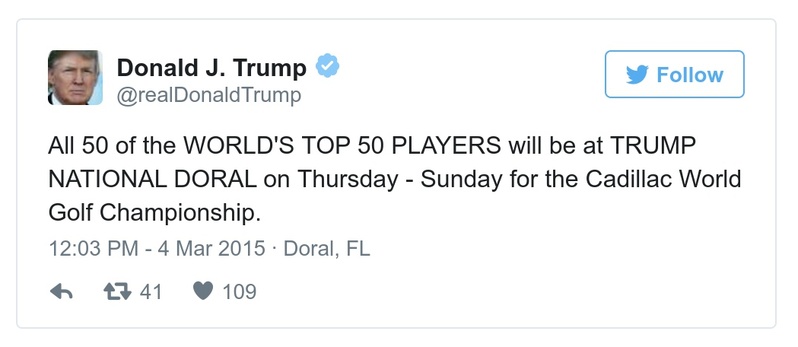 Donald J. Trump
@realDonaldTrump
Follow
All 50 of the WORLD'S TOP 50 PLAYERS will be at TRUMP
NATIONAL DORAL on Thursday - Sunday for the Cadillac World
Golf Championship.
12:03 PM - 4 Mar 2015 · Doral, FL
41 109